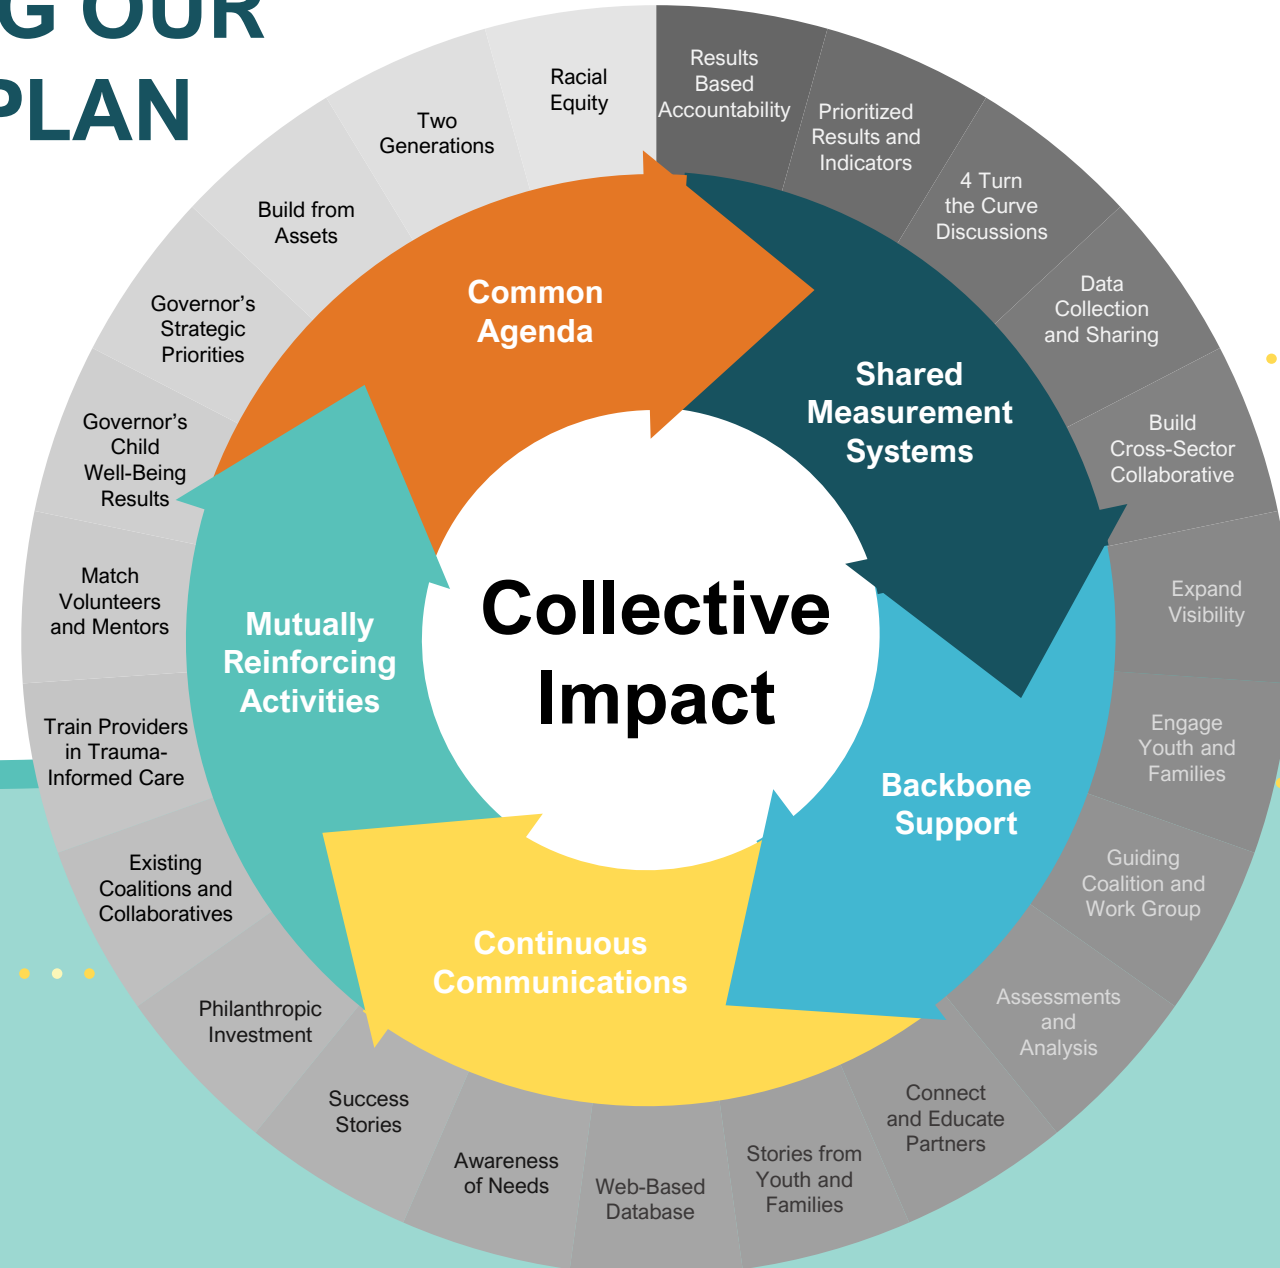 G OUR
PLAN
Racial
Equity
Results
Based
Accountability
Prioritized
Results and
Indicators
4 Turn
the Curve
Discussions
Data
Collection
and Sharing
Build
Cross-Sector
Collaborative
Expand
Visibility
Engage
Youth and
Families
Guiding
Coalition and
Work Group
Assessments
and
Analysis
Connect
and Educate
Partners
Stories from
Youth and
Families
Web-Based
Database
Awareness
of Needs
Success
Stories
Philanthropic
Investment
Existing
Coalitions and
Collaboratives
Train Providers
in Trauma-
Informed Care
Match
Volunteers
and Mentors
Governor’s
Child
Well-Being
Results
Governor’s
Strategic
Priorities
Build from
Assets
Two
Generations
Common
Agenda
Shared
Measurement
Systems
Backbone
Support
Continuous
Communications
Mutually
Reinforcing
Activities
Collective
Impact